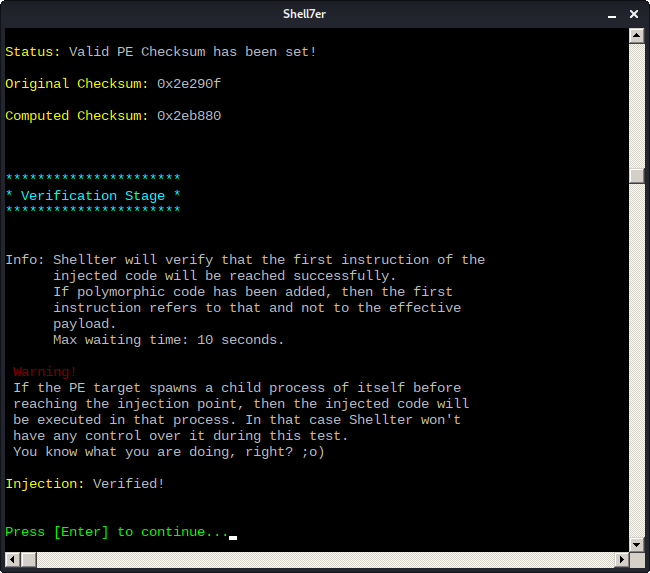 Shell7er
Status: Valid PE Checksum has been set!
Original Checksum: 0x2e290f
Computed Checksum: 0x2eb880
**********************
* Verification Stage *
**********************
Info: Shellter will verify that the first instruction of the
injected code will be reached successfully.
If polymorphic code has been added, then the first
instruction refers to that and not to the effective
payload.
Max waiting time: 10 seconds.
Warning!
If the PE target spawns a child process of itself before
reaching the injection point, then the injected code will
be executed in that process. In that case Shellter won't
have any control over it during this test.
You know what you are doing, right? ;o)
Injection: Verified!
Press [Enter] to continue...